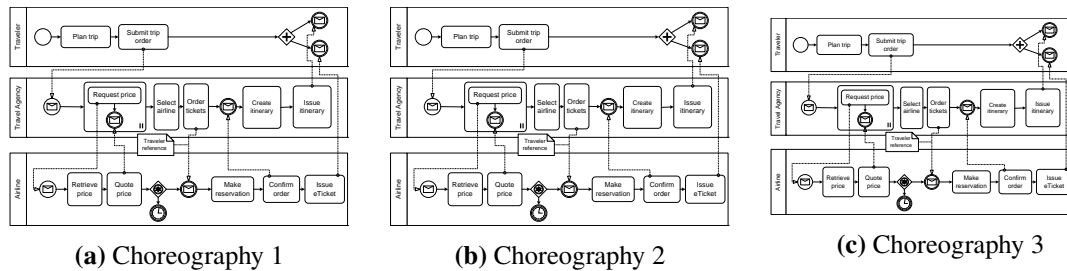 Traveler
Plan trip
Submit trip
order
Travel Agency
Request price
Select
airline
Order
tickets
Create
itinerary
Issue
itinerary
Traveler
reference
Airline
Retrieve
price
Quote
price
Make
reservation
Confirm
order
Issue
eTicket
(a) Choreography 1
Traveler
Plan trip
Submit trip
order
Travel Agency
Request price
Select
airline
Order
tickets
Create
itinerary
Issue
itinerary
Traveler
reference
Airline
Retrieve
price
Quote
price
Make
reservation
Confirm
order
Issue
eTicket
(b) Choreography 2
Traveler
Plan trip
Submit trip
order
Travel Agency
Request price
Select
airline
Order
tickets
Create
itinerary
Issue
itinerary
Traveler
reference
Airline
Retrieve
price
Quote
price
Make
reservation
Confirm
order
Issue
eTicket
(c) Choreography 3